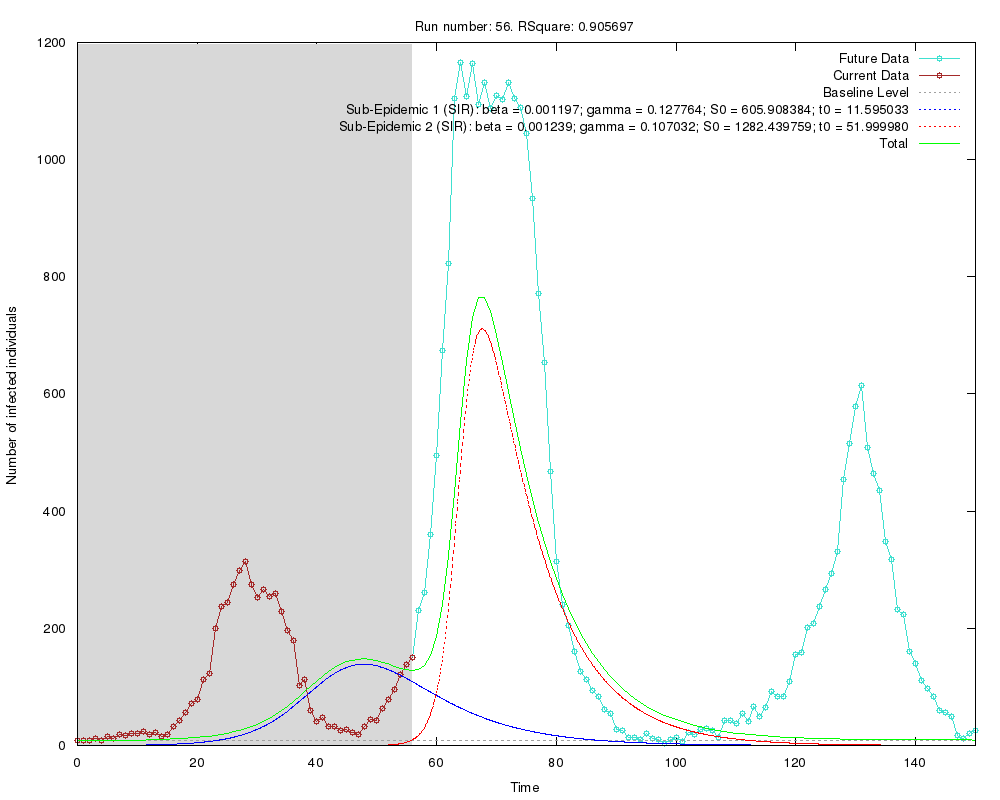 Run number: 56. RSquare: 0.905697
1200
1000
800
600
400
200
0
Number of infected individuals
Future Data
Current Data
Baseline Level
Sub-Epidemic 1 (SIR): beta = 0.001197; gamma = 0.127764; S0 = 605.908384; t0 = 11.595033
Sub-Epidemic 2 (SIR): beta = 0.001239; gamma = 0.107032; S0 = 1282.439759; t0 = 51.999980
Total
0 20 40 60 80 100 120 140
Time